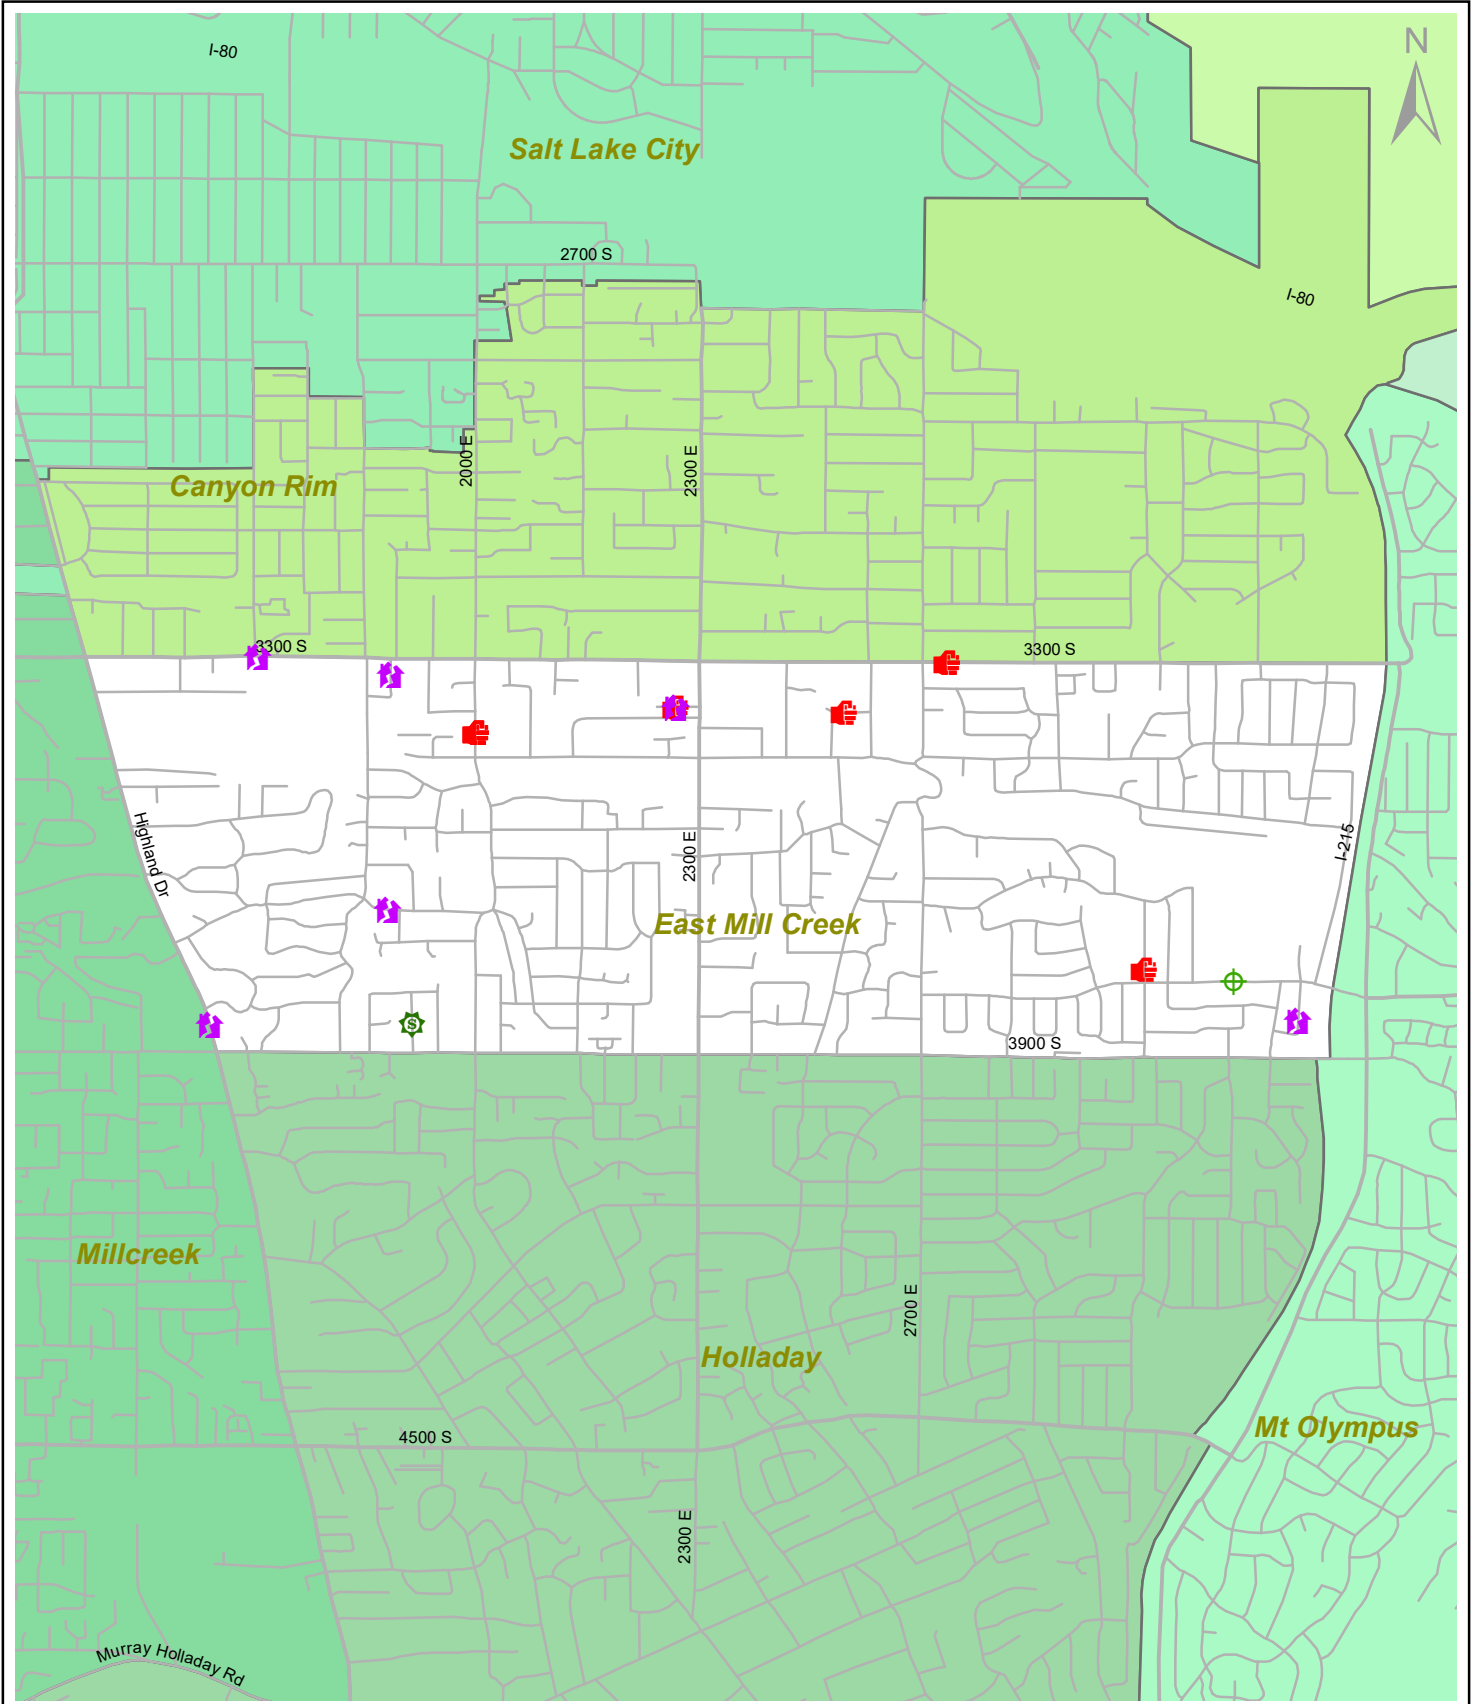 I-80
N
Salt Lake City
2700 S
I-80
2000 E
2300 E
Canyon Rim
3300 S
3300 S
Highland Dr
2300 E
I-215
East Mill Creek
$
3900 S
Millcreek
2700 E
Holladay
Mt Olympus
4500 S
2300 E
Murray Holladay Rd